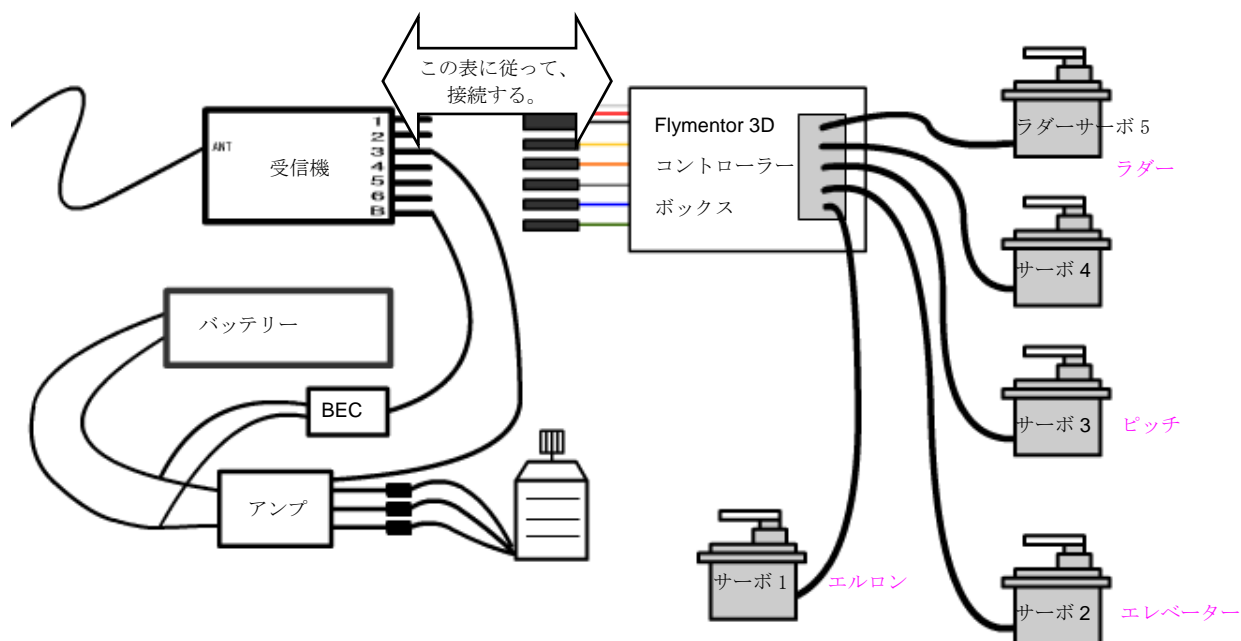 この表に従って、
接続する。
ANT
受信機
1
2
3
4
5
6
B
Flymentor 3D
コントローラー
ボックス
ラダーサーボ 5
ラダー
サーボ 4
バッテリー
BEC
サーボ 3
ピッチ
アンプ
サーボ 1
エルロン
サーボ 2
エレベーター